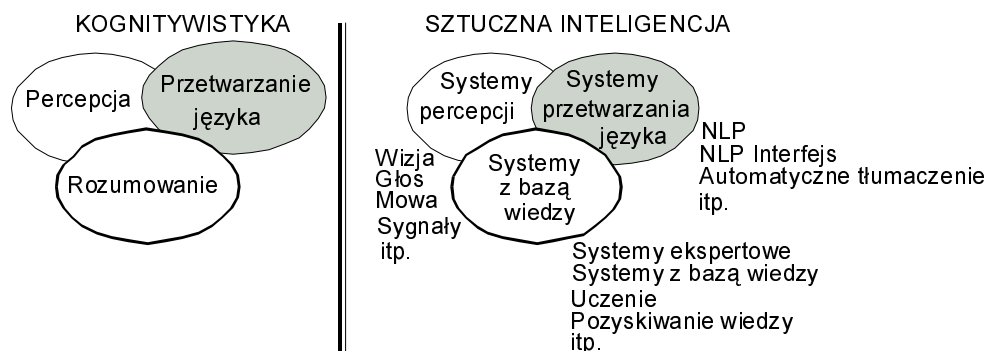 KOGNITYWISTYKA
Percepcja
Przetwarzanie
języka
Rozumowanie
SZTUCZNA INTELIGENCJA
Systemy
percepcji
Systemy
przetwarzania
języka
Systemy
z bazą
wiedzy
Wizja
Głos
Mowa
Sygnały
itp.
NLP
NLP Interfejs
Automatyczne tłumaczenie
itp.
Systemy ekspertowe
Systemy z bazą wiedzy
Uczenie
Pozyskiwanie wiedzy
itp.